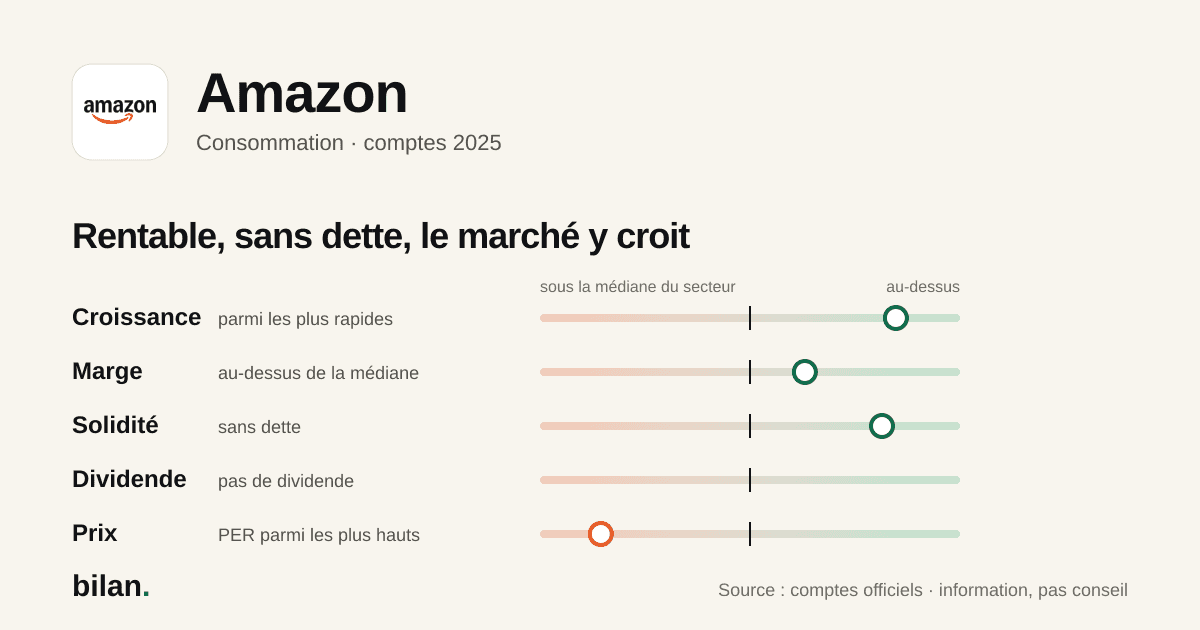 amazon
Amazon
Consommation · comptes 2025
Rentable, sans dette, le marché y croit
sous la médiane du secteur au-dessus
Croissance parmi les plus rapides
Marge au-dessus de la médiane
Solidité sans dette
Dividende pas de dividende
Prix PER parmi les plus hauts
bilan.
Source : comptes officiels · information, pas conseil